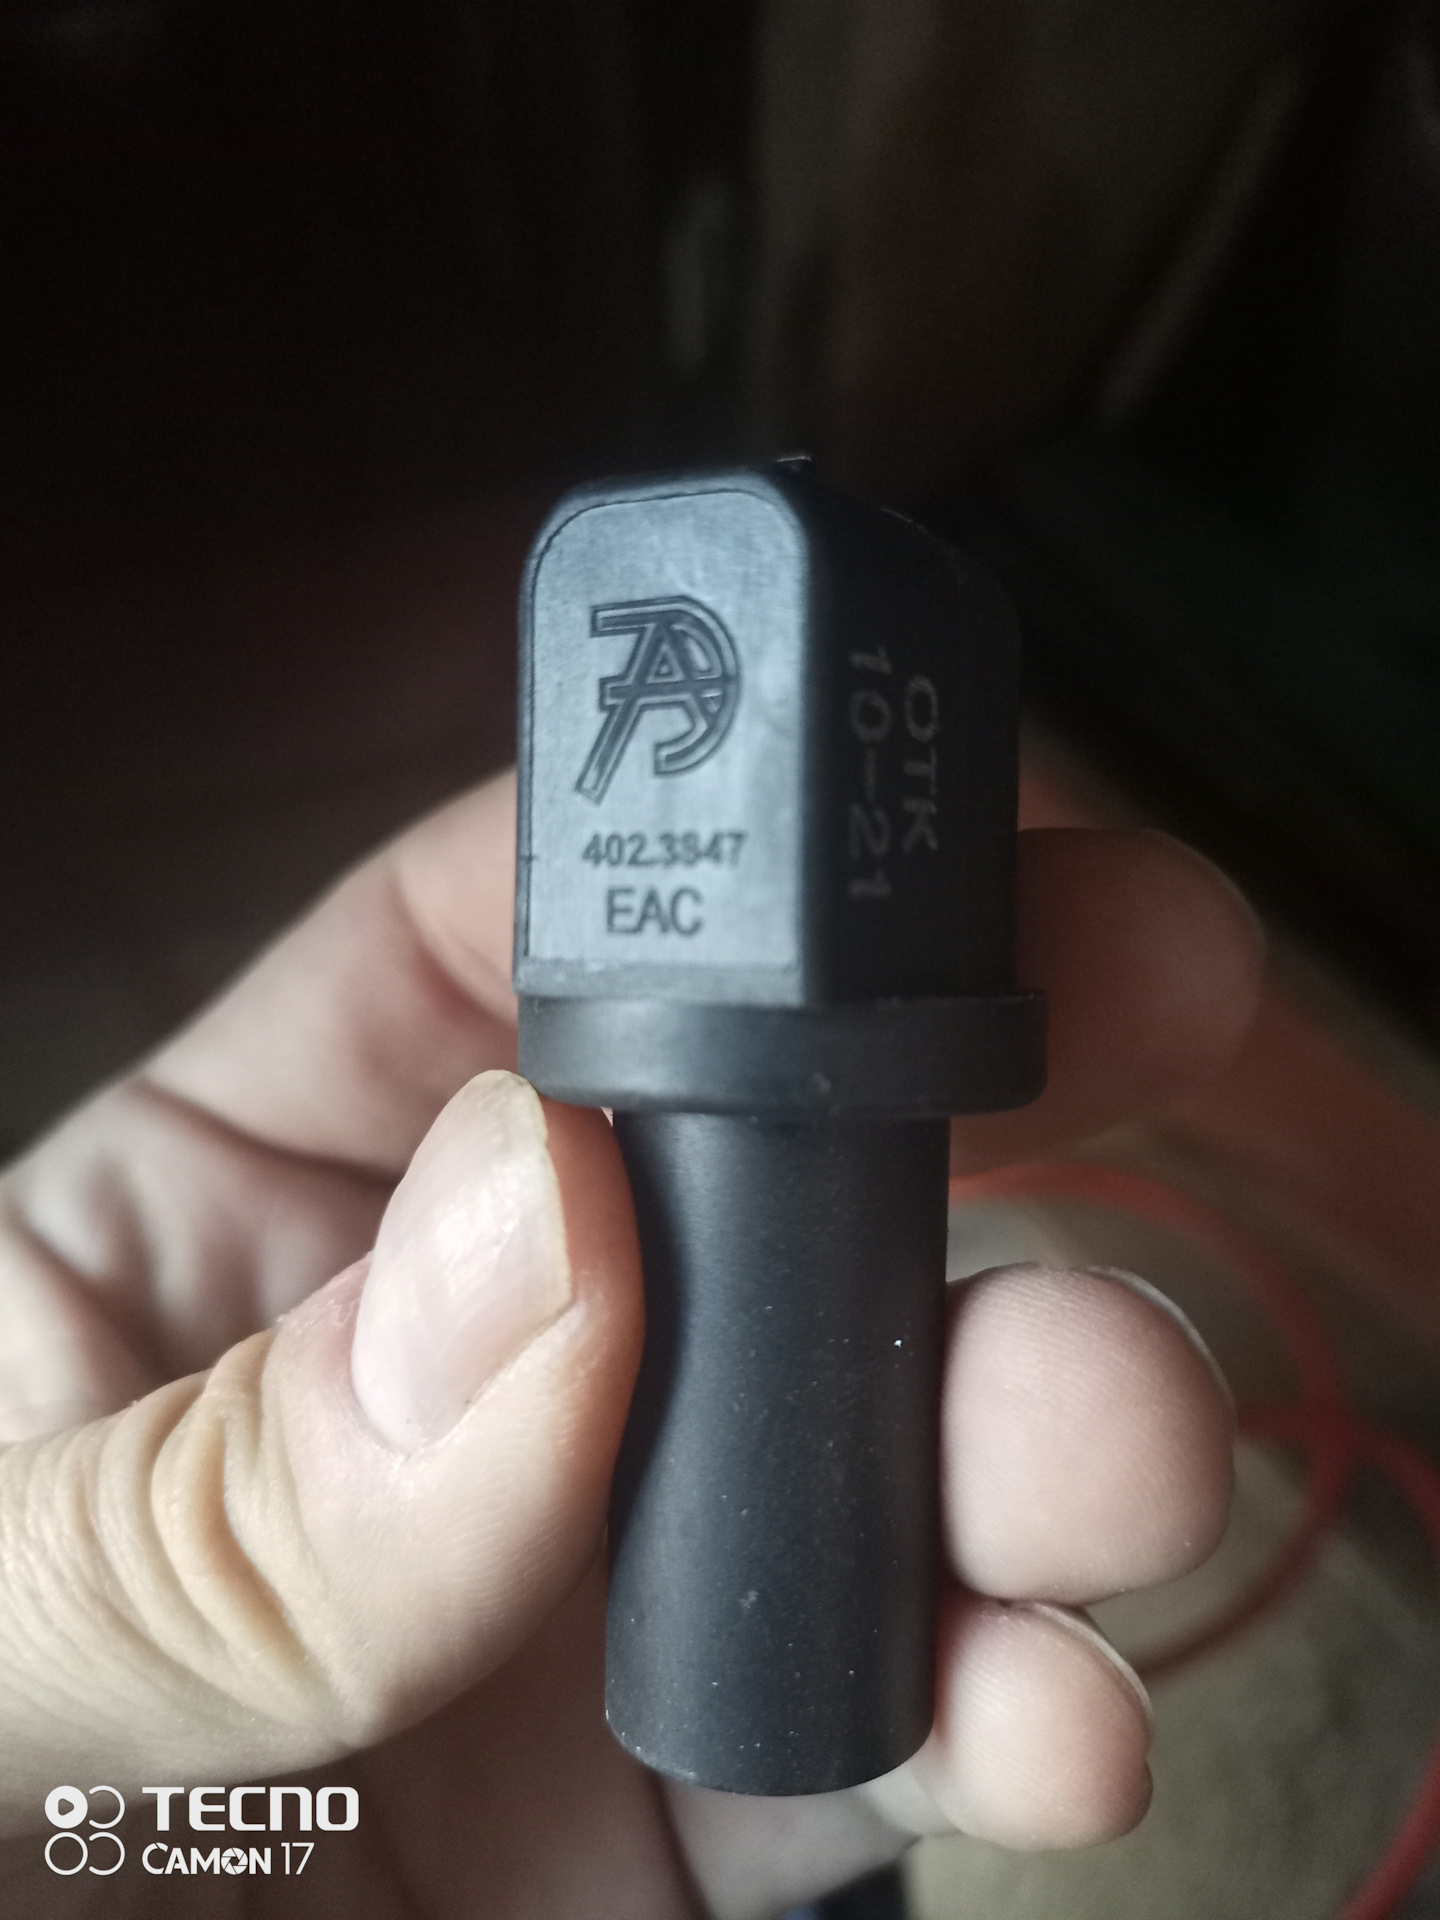 402.3847
EAC
ОТК
10-21
TECNO
CAMON 17